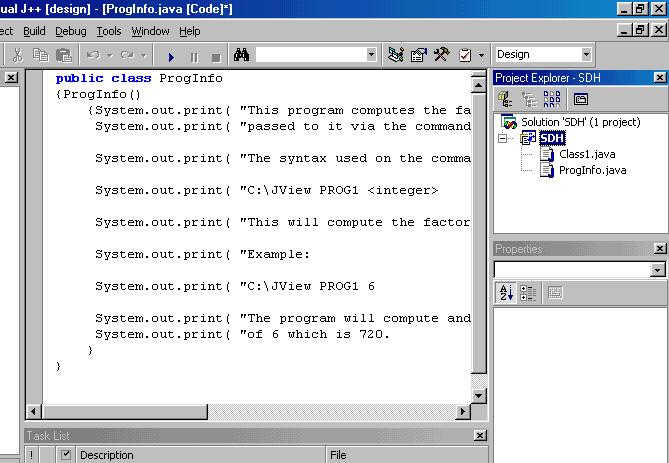 ual J++ [design] - [ProgInfo.java [Code]*]
ect Build Debug Tools Window Help
Design
public class ProgInfo
{ProgInfo()
{System.out.print( "This program computes the fa
System.out.print( "passed to it via the command
System.out.print( "The syntax used on the comma
System.out.print( "C:\JView PROG1 <integer>
System.out.print( "This will compute the factor
System.out.print( "Example:
System.out.print( "C:\JView PROG1 6
System.out.print( "The program will compute and
System.out.print( "of 6 which is 720.
}
}
Project Explorer - SDH
Solution 'SDH' (1 project)
SDH
Class1.java
ProgInfo.java
Properties
Task List
! Description File